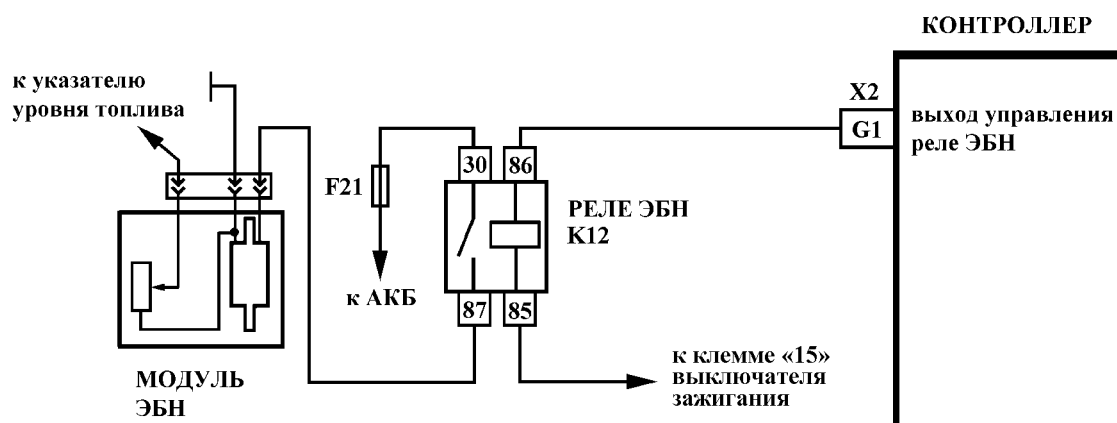 КОНТРОЛЛЕР
к указателю
уровня топлива
X2
G1
выход управления
реле ЭБН
30
86
F21
РЕЛЕ ЭБН
K12
к АКБ
87
85
МОДУЛЬ
ЭБН
к клемме «15»
выключателя
зажигания